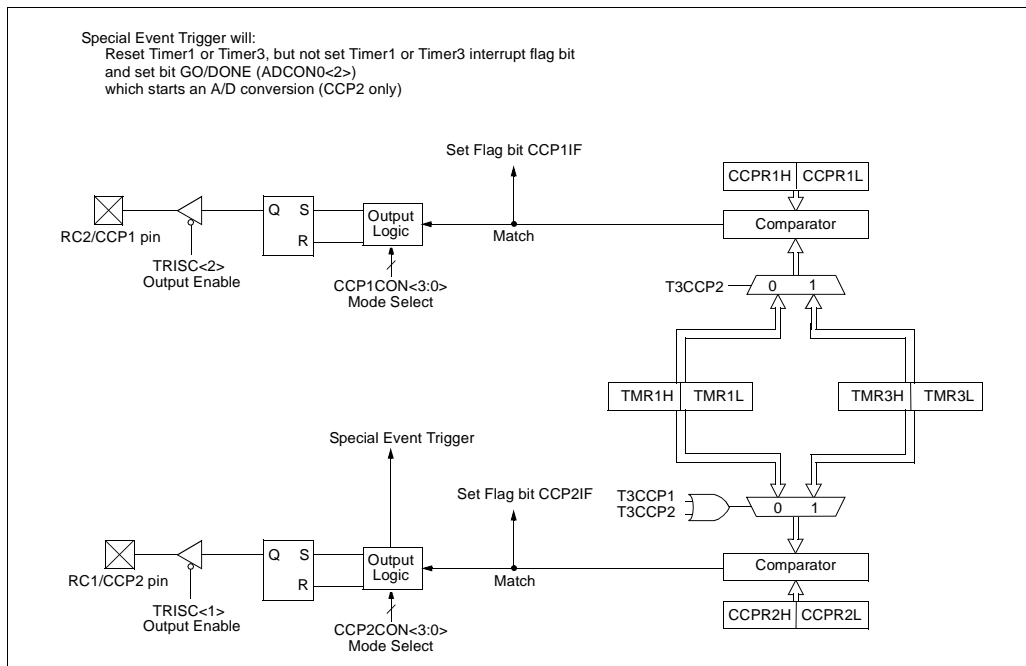 Special Event Trigger will:
Reset Timer1 or Timer3, but not set Timer1 or Timer3 interrupt flag bit
and set bit GO/DONE (ADCON0<2>)
which starts an A/D conversion (CCP2 only)
Set Flag bit CCP1IF
CCPR1H CCPR1L
Q S
R
Output
Logic
Comparator
RC2/CCP1 pin
Match
TRISC<2>
Output Enable
CCP1CON<3:0>
Mode Select
T3CCP2
0 1
TMR1H TMR1L
TMR3H TMR3L
Special Event Trigger
Set Flag bit CCP2IF
T3CCP1
T3CCP2
0 1
Q S
R
Output
Logic
Comparator
RC1/CCP2 pin
Match
TRISC<1>
Output Enable
CCP2CON<3:0>
Mode Select
CCPR2H CCPR2L